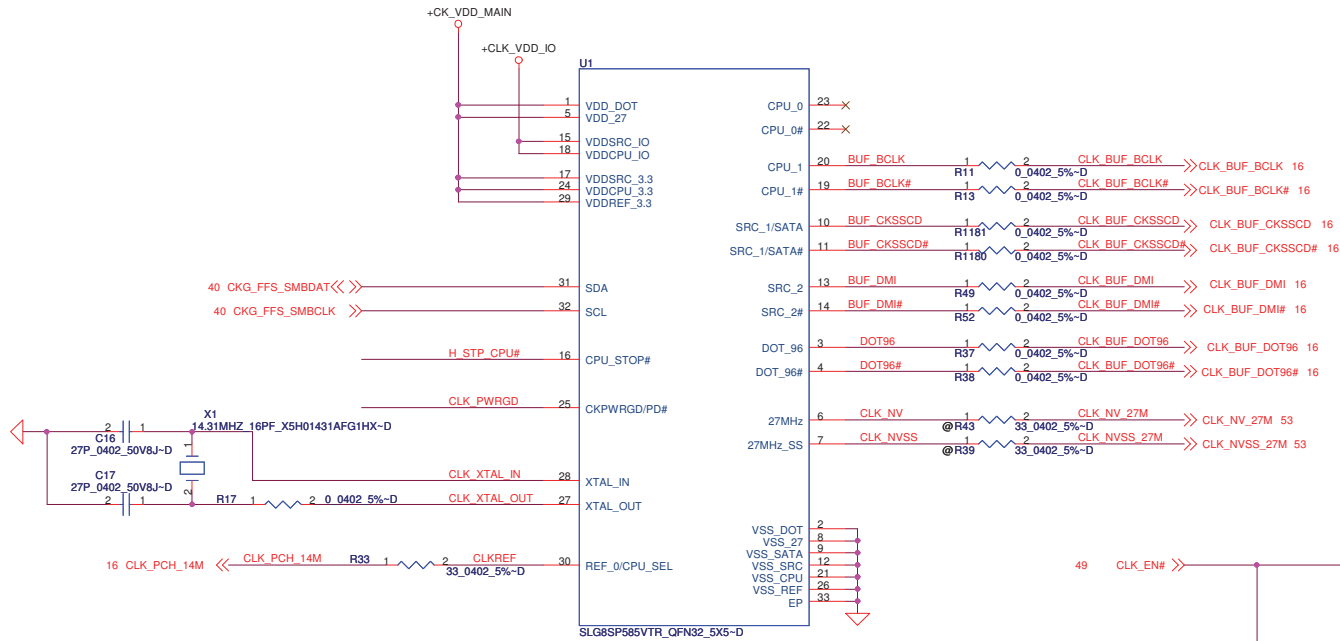 +CK_VDD_MAIN
+CLK_VDD_IO
U1
1 VDD_DOT
5 VDD_27
15 VDDSRC_IO
18 VDDCPU_IO
17 VDDSRC_3.3
24 VDDCPU_3.3
29 VDDREF_3.3
40 CKG_FFS_SMBDAT 31 SDA
40 CKG_FFS_SMBCLK 32 SCL
H_STP_CPU# 16 CPU_STOP#
CLK_PWRGD 25 CKPWRGD/PD#
X1
14.31MHZ_16PF_X5H01431AFG1HX~D
2 1
C16
27P_0402_50V8J~D
1
2
C17
27P_0402_50V8J~D
2 1
CLK_XTAL_IN 28 XTAL_IN
R17 1 2 0_0402_5%~D CLK_XTAL_OUT 27 XTAL_OUT
16 CLK_PCH_14M CLK_PCH_14M R33 1 2 CLKREF 30 REF_0/CPU_SEL
33_0402_5%~D
CPU_0 23
CPU_0# 22
CPU_1 20 BUF_BCLK 1 2 CLK_BUF_BCLK CLK_BUF_BCLK 16
R11 0_0402_5%~D
CPU_1# 19 BUF_BCLK# 1 2 CLK_BUF_BCLK# CLK_BUF_BCLK# 16
R13 0_0402_5%~D
SRC_1/SATA 10 BUF_CKSSCD 1 2 CLK_BUF_CKSSCD CLK_BUF_CKSSCD 16
R1181 0_0402_5%~D
SRC_1/SATA# 11 BUF_CKSSCD# 1 2 CLK_BUF_CKSSCD# CLK_BUF_CKSSCD# 16
R1180 0_0402_5%~D
SRC_2 13 BUF_DMI 1 2 CLK_BUF_DMI CLK_BUF_DMI 16
R49 0_0402_5%~D
SRC_2# 14 BUF_DMI# 1 2 CLK_BUF_DMI# CLK_BUF_DMI# 16
R52 0_0402_5%~D
DOT_96 3 DOT96 1 2 CLK_BUF_DOT96 CLK_BUF_DOT96 16
R37 0_0402_5%~D
DOT_96# 4 DOT96# 1 2 CLK_BUF_DOT96# CLK_BUF_DOT96# 16
R38 0_0402_5%~D
27MHz 6 CLK_NV 1 2 CLK_NV_27M CLK_NV_27M 53
@R43 33_0402_5%~D
27MHz_SS 7 CLK_NVSS 1 2 CLK_NVSS_27M CLK_NVSS_27M 53
@R39 33_0402_5%~D
VSS_DOT 2
VSS_27 8
VSS_SATA 9
VSS_SRC 12
VSS_CPU 21
VSS_REF 26
EP 33
49 CLK_EN#
SLG8SP585VTR_QFN32_5X5~D